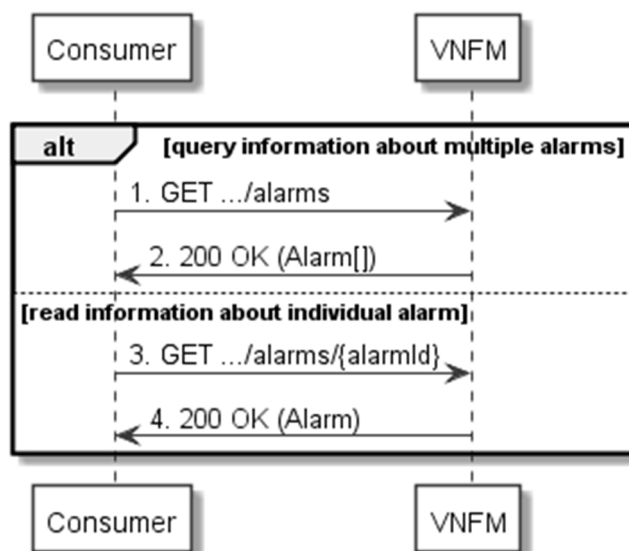 Consumer VNFM
alt [query information about multiple alarms]
1. GET .../alarms
2. 200 OK (Alarm[])
[read information about individual alarm]
3. GET .../alarms/{alarmId}
4. 200 OK (Alarm)
Consumer VNFM